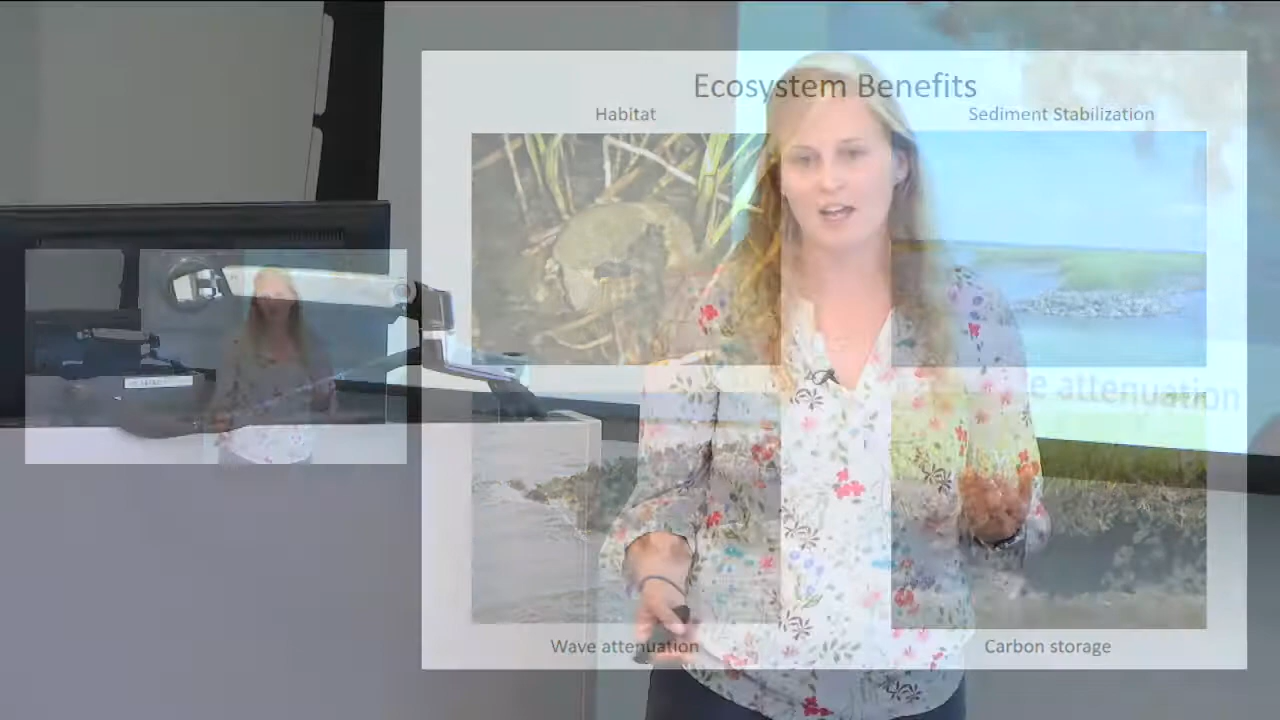 Ecosystem Benefits
Habitat
Sediment Stabilization
e attenuation
Wave attenuation
Carbon storage